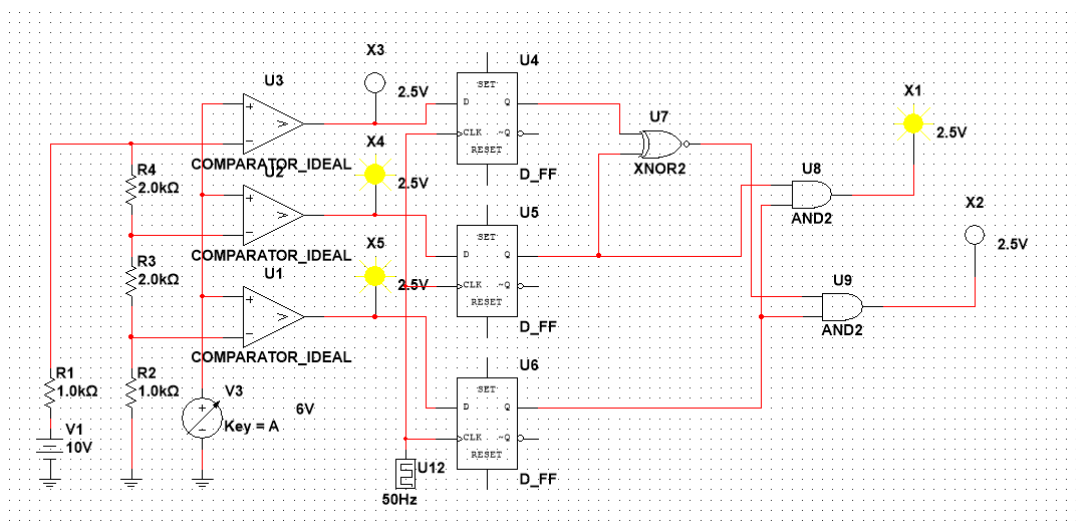 X3
U4
U3
2.5V
SET
D
Q
CLK
~Q
RESET
COMPARATOR_IDEAL
D_FF
X4
U2
2.5V
R4
2.0kΩ
U7
XNOR2
X1
2.5V
U8
AND2
U5
SET
D
Q
CLK
~Q
RESET
COMPARATOR_IDEAL
D_FF
X5
U1
2.5V
R3
2.0kΩ
X2
2.5V
U9
AND2
COMPARATOR_IDEAL
U6
SET
D
Q
CLK
~Q
RESET
D_FF
R1
1.0kΩ
R2
1.0kΩ
V3
6V
Key = A
V1
10V
U12
50Hz